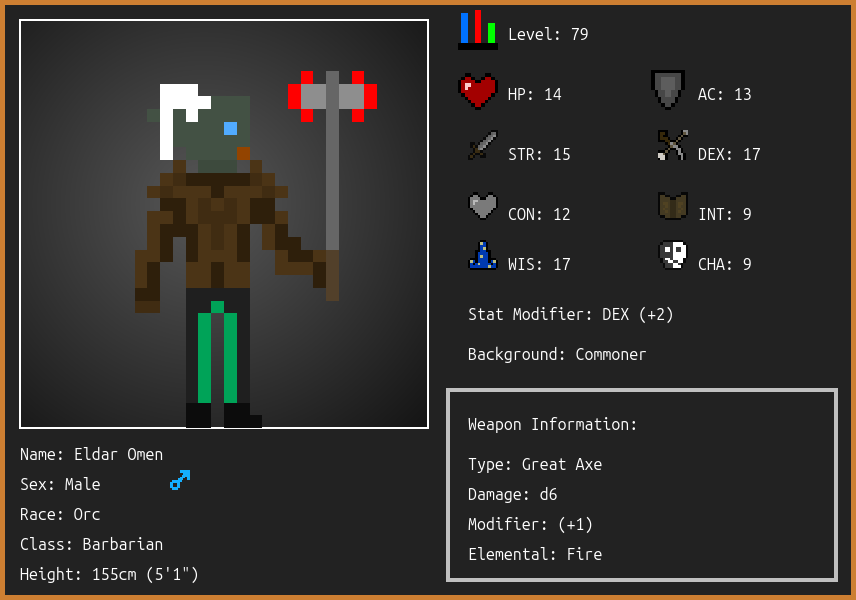 Level: 79
HP: 14
AC: 13
STR: 15
DEX: 17
CON: 12
INT: 9
WIS: 17
CHA: 9
Stat Modifier: DEX (+2)
Background: Commoner
Weapon Information:
Type: Great Axe
Damage: d6
Modifier: (+1)
Elemental: Fire
Name: Eldar Omen
Sex: Male
Race: Orc
Class: Barbarian
Height: 155cm (5'1")